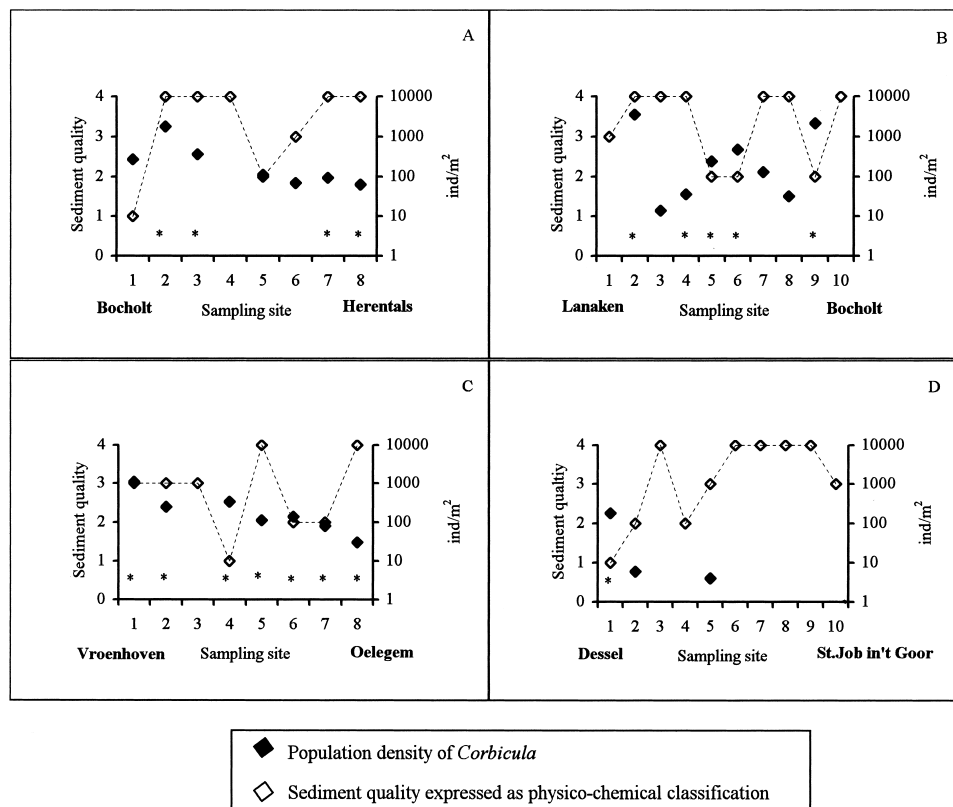 A
Sediment quality
4
3
2
1
0
10000
1000
100
10
1
ind/m²
* * * *
1 2 3 4 5 6 7 8
Bocholt Sampling site Herentals
B
Sediment quality
4
3
2
1
0
10000
1000
100
10
1
ind/m²
* * * * *
1 2 3 4 5 6 7 8 9 10
Lanaken Sampling site Bocholt
C
Sediment quality
4
3
2
1
0
10000
1000
100
10
1
ind/m²
* * * * * * *
1 2 3 4 5 6 7 8
Vroenhoven Sampling site Oelegem
D
Sediment qualtiy
4
3
2
1
0
10000
1000
100
10
1
ind/m²
*
1 2 3 4 5 6 7 8 9 10
Dessel Sampling site St.Job in't Goor
Population density of Corbicula
Sediment quality expressed as physico-chemical classification